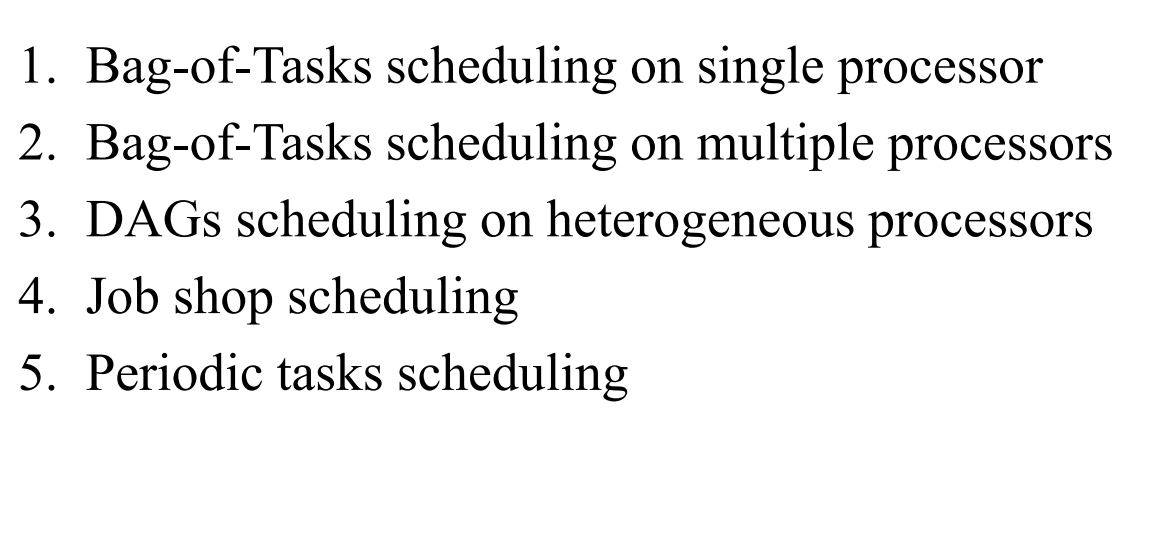 1. Bag-of-Tasks scheduling on single processor
2. Bag-of-Tasks scheduling on multiple processors
3. DAGs scheduling on heterogeneous processors
4. Job shop scheduling
5. Periodic tasks scheduling